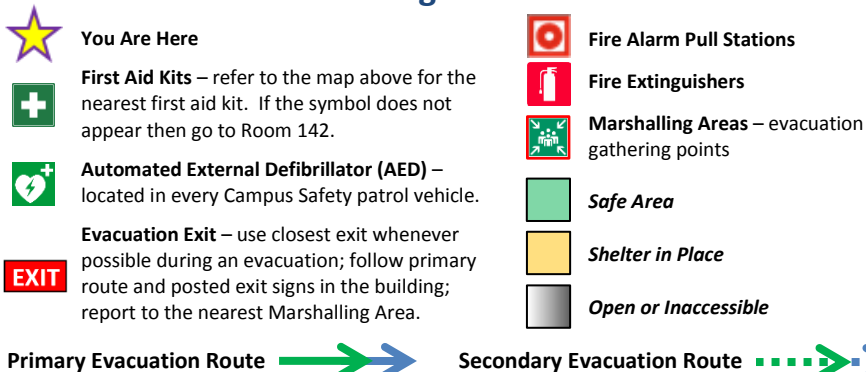 You Are Here
First Aid Kits – refer to the map above for the
nearest first aid kit. If the symbol does not
appear then go to Room 142.
Automated External Defibrillator (AED) –
located in every Campus Safety patrol vehicle.
Evacuation Exit – use closest exit whenever
possible during an evacuation; follow primary
route and posted exit signs in the building;
report to the nearest Marshalling Area.
EXIT
Fire Alarm Pull Stations
Fire Extinguishers
Marshalling Areas – evacuation
gathering points
Safe Area
Shelter in Place
Open or Inaccessible
Primary Evacuation Route
Secondary Evacuation Route